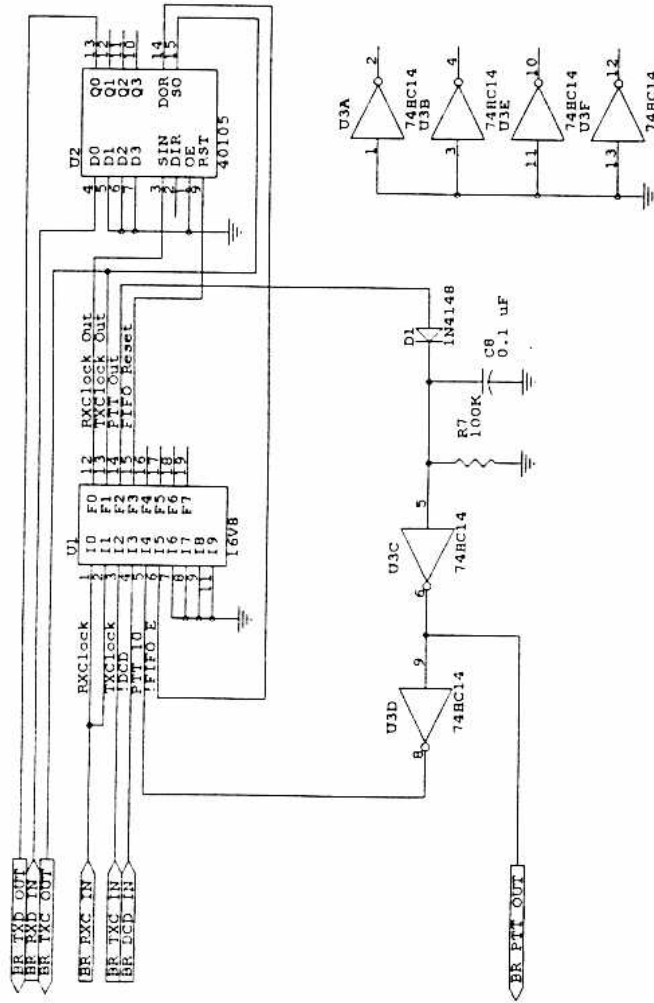 BR TXD OUT
BR RXD IN
BR TXC OUT
BR RXC IN
BR TXC IN
BR DCD IN
BR PTT OUT
RXClock
TXClock
!DCD
PTT IO
!FIFO E
U1
1 I0 F0 12
2 I1 F1 13
3 I2 F2 14
4 I3 F3 15
5 I4 F4 16
6 I5 F5 17
7 I6 F6 18
8 I7 F7 19
9 I8
11 I9
16V8
RXClock Out
TXClock Out
PTT Out
FIFO Reset
U2
4 D0 Q0 13
5 D1 Q1 12
6 D2 Q2 11
7 D3 Q3 10
3 SIN DOR 14
2 DIR SO 15
1 OE
9 RST
40105
U3D
9
8
74HC14
U3C
5
6
74HC14
R7
100K
D1
1N4148
C8
0.1 uF
U3A
1
2
74HC14
U3B
3
4
74HC14
U3E
11
10
74HC14
U3F
13
12
74HC14